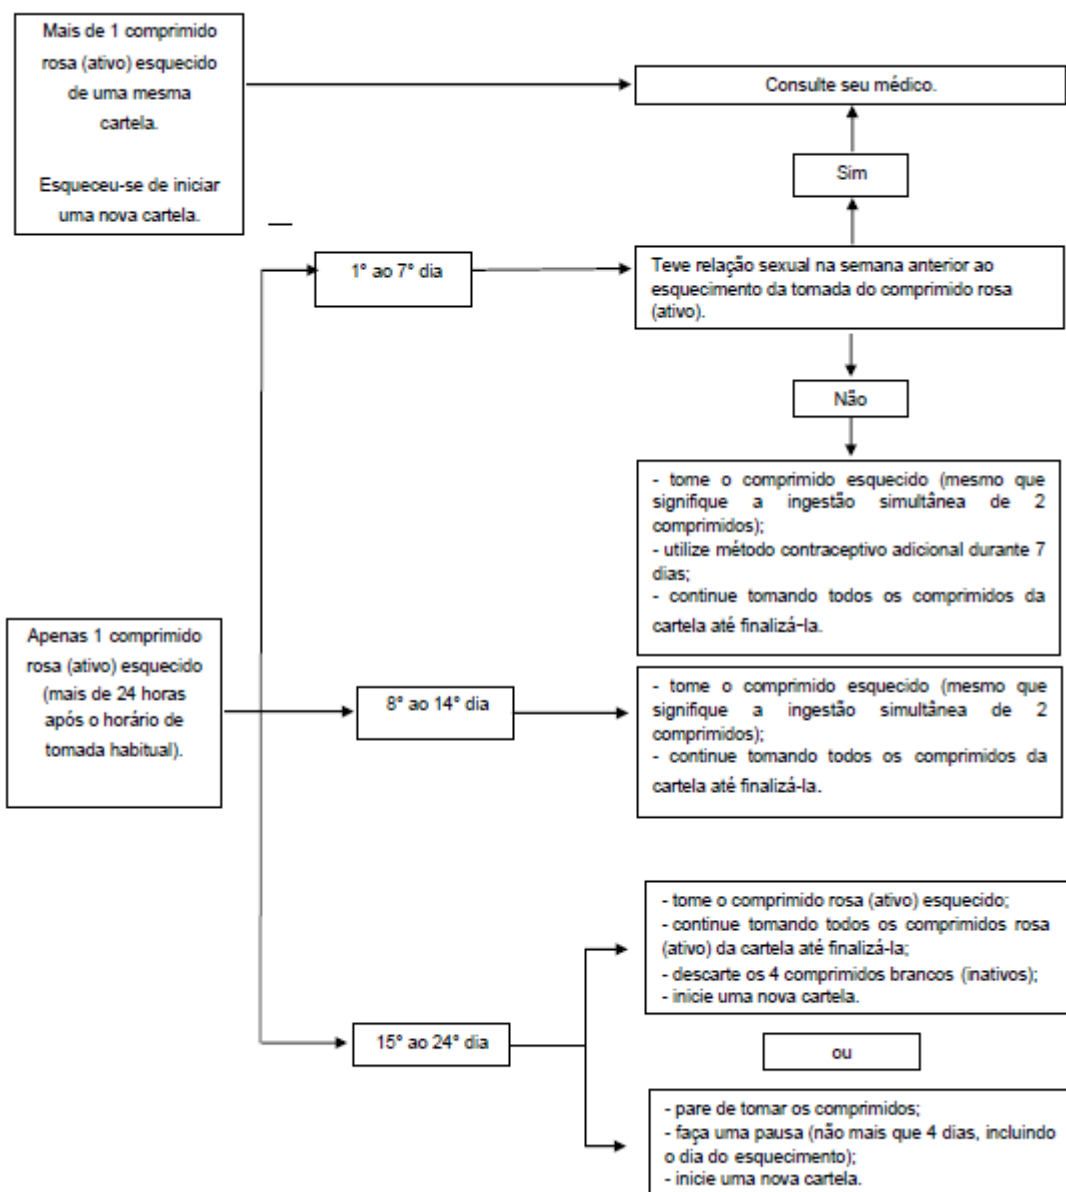 Mais de 1 comprimido
rosa (ativo) esquecido
de uma mesma
cartela.
Esqueceu-se de iniciar
uma nova cartela.
Consulte seu médico.
Sim
1° ao 7° dia
Teve relação sexual na semana anterior ao
esquecimento da tomada do comprimido rosa
(ativo).
Não
- tome o comprimido esquecido (mesmo que
signifique a ingestão simultânea de 2
comprimidos);
- utilize método contraceptivo adicional durante 7
dias;
- continue tomando todos os comprimidos da
cartela até finalizá-la.
Apenas 1 comprimido
rosa (ativo) esquecido
(mais de 24 horas
após o horário de
tomada habitual).
8° ao 14° dia
- tome o comprimido esquecido (mesmo que
signifique a ingestão simultânea de 2
comprimidos);
- continue tomando todos os comprimidos da
cartela até finalizá-la.
15° ao 24° dia
- tome o comprimido rosa (ativo) esquecido;
- continue tomando todos os comprimidos rosa
(ativo) da cartela até finalizá-la;
- descarte os 4 comprimidos brancos (inativos);
- inicie uma nova cartela.
ou
- pare de tomar os comprimidos;
- faça uma pausa (não mais que 4 dias, incluindo
o dia do esquecimento);
- inicie uma nova cartela.